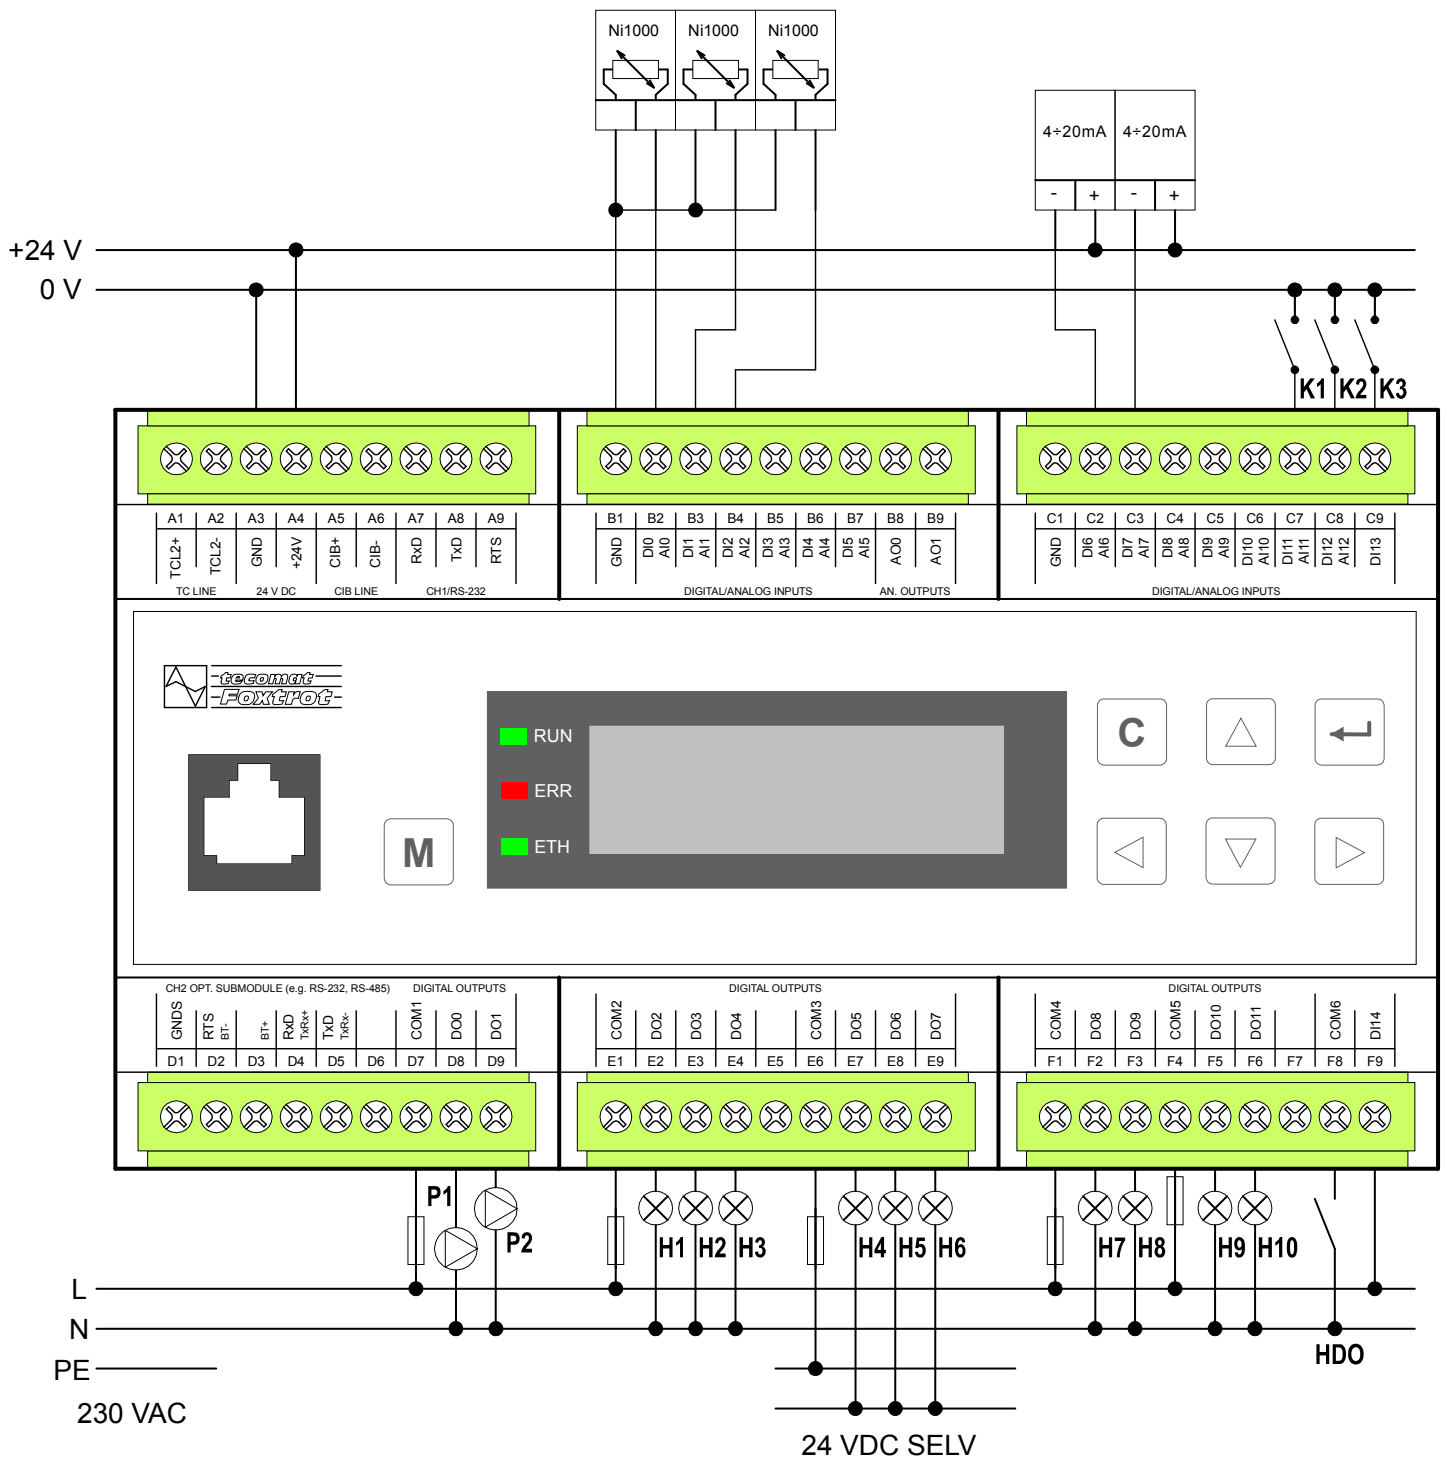 Ni1000 Ni1000 Ni1000
4÷20mA 4÷20mA
- + - +
+24 V
0 V
K1 K2 K3
A1 A2 A3 A4 A5 A6 A7 A8 A9
TCL2+ TCL2- GND +24V CIB+ CIB- RxD TxD RTS
TC LINE 24 V DC CIB LINE CH1/RS-232
B1 B2 B3 B4 B5 B6 B7 B8 B9
GND DI0 DI1 DI2 DI3 DI4 DI5 AO0 AO1
AI0 AI1 AI2 AI3 AI4 AI5
DIGITAL/ANALOG INPUTS AN. OUTPUTS
C1 C2 C3 C4 C5 C6 C7 C8 C9
GND DI6 DI7 DI8 DI9 DI10 DI11 DI12 DI13
AI6 AI7 AI8 AI9 AI10 AI11 AI12
DIGITAL/ANALOG INPUTS
tecomat
Foxtrot
RUN
ERR
ETH
M
C
CH2 OPT. SUBMODULE (e.g. RS-232, RS-485) DIGITAL OUTPUTS
GNDS RTS RxD TxD COM1 DO0 DO1
BT- BT+ TxRx+ TxRx-
D1 D2 D3 D4 D5 D6 D7 D8 D9
DIGITAL OUTPUTS
COM2 DO2 DO3 DO4 COM3 DO5 DO6 DO7
E1 E2 E3 E4 E5 E6 E7 E8 E9
DIGITAL OUTPUTS
COM4 DO8 DO9 COM5 DO10 DO11 COM6 DI14
F1 F2 F3 F4 F5 F6 F7 F8 F9
P1
P2 H1 H2 H3 H4 H5 H6 H7 H8 H9 H10
L
N
HDO
PE
230 VAC
24 VDC SELV